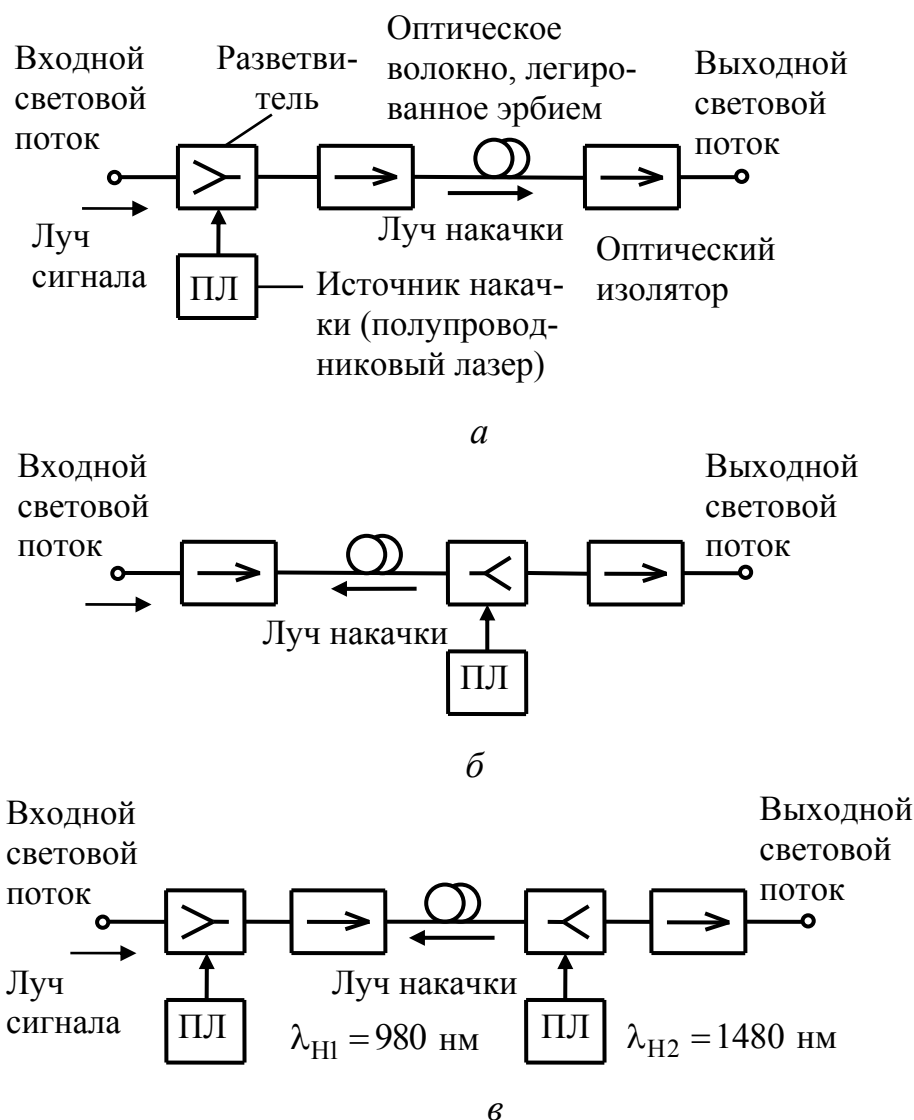 Входной
световой
поток
Разветви-
тель
Оптическое
волокно, легиро-
ванное эрбием
Выходной
световой
поток
Луч
сигнала
Луч накачки
Оптический
изолятор
ПЛ
Источник накач-
ки (полупровод-
никовый лазер)
а
Входной
световой
поток
Выходной
световой
поток
Луч накачки
ПЛ
б
Входной
световой
поток
Выходной
световой
поток
Луч
сигнала
Луч накачки
ПЛ
λН1 = 980 нм
ПЛ
λН2 = 1480 нм
в